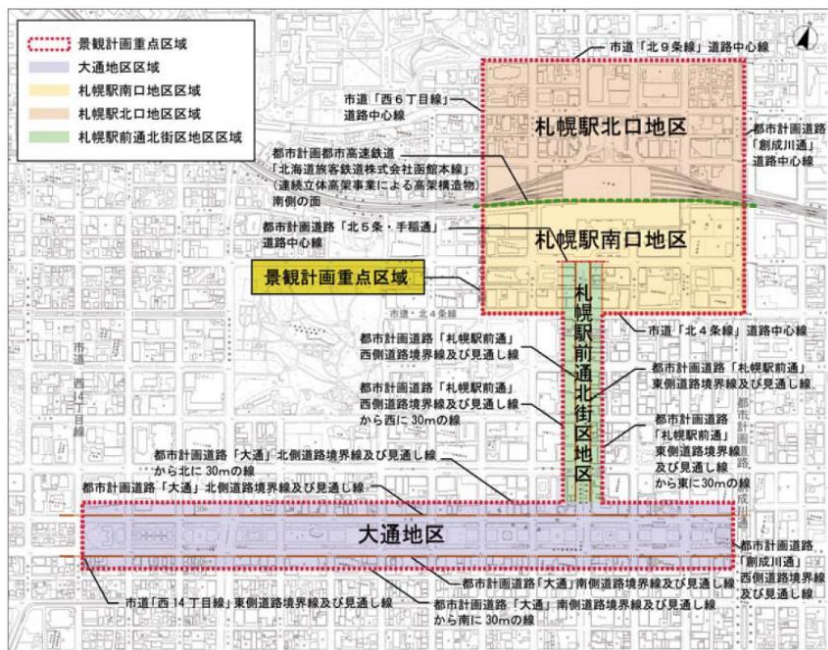 景観計画重点区域
大通地区区域
札幌駅南口地区区域
札幌駅北口地区区域
札幌駅前通北街区地区区域
市道「北9条線」道路中心線
市道「西6丁目線」
道路中心線
札幌駅北口地区
都市計画道路
「創成川通」
道路中心線
都市計画都市高速鉄道
「北海道旅客鉄道株式会社函館本線」
(連続立体高架事業による高架構造物)
南側の面
都市計画道路「北5条・手稲通」
道路中心線
札幌駅南口地区
景観計画重点区域
市道・北4条線
市道「北4条線」道路中心線
札幌駅前通北街区地区
都市計画道路「札幌駅前通」
西側道路境界線及び見通し線
都市計画道路「札幌駅前通」
東側道路境界線及び見通し線
都市計画道路「札幌駅前通」
西側道路境界線及び見通し線
から西に30mの線
都市計画道路
「札幌駅前通」
東側道路境界線
及び見通し線
から東に30mの線
市道 西14丁目線
都市計画道路 創成川通
都市計画道路「大通」北側道路境界線及び見通し線
から北に30mの線
都市計画道路「大通」北側道路境界線及び見通し線
大通地区
都市計画道路
「創成川通」
西側道路境界線
及び見通し線
都市計画道路「大通」南側道路境界線及び見通し線
市道「西14丁目線」東側道路境界線及び見通し線
都市計画道路「大通」南側道路境界線及び見通し線
から南に30mの線